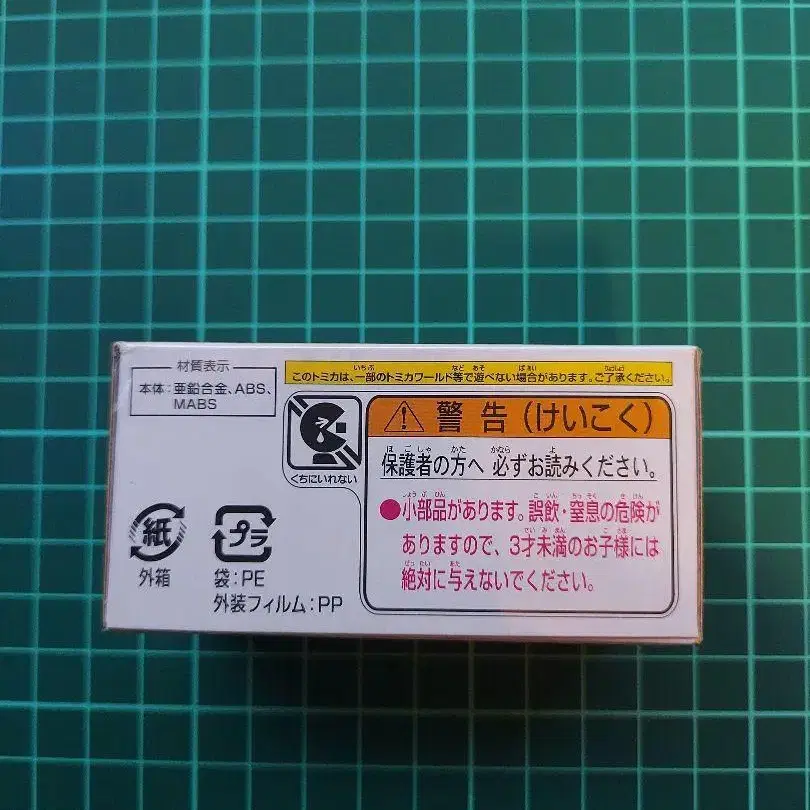 材質表示
本体：亜鉛合金、ABS、
MABS
このトミカは、一部のトミカワールド等で遊べない場合があります。ご了承ください。
くちにいれない
警告（けいこく）
保護者の方へ 必ずお読みください。
●小部品があります。誤飲・窒息の危険が
ありますので、3才未満のお子様には
絶対に与えないでください。
紙
外箱
プラ
袋：PE
外装フィルム：PP